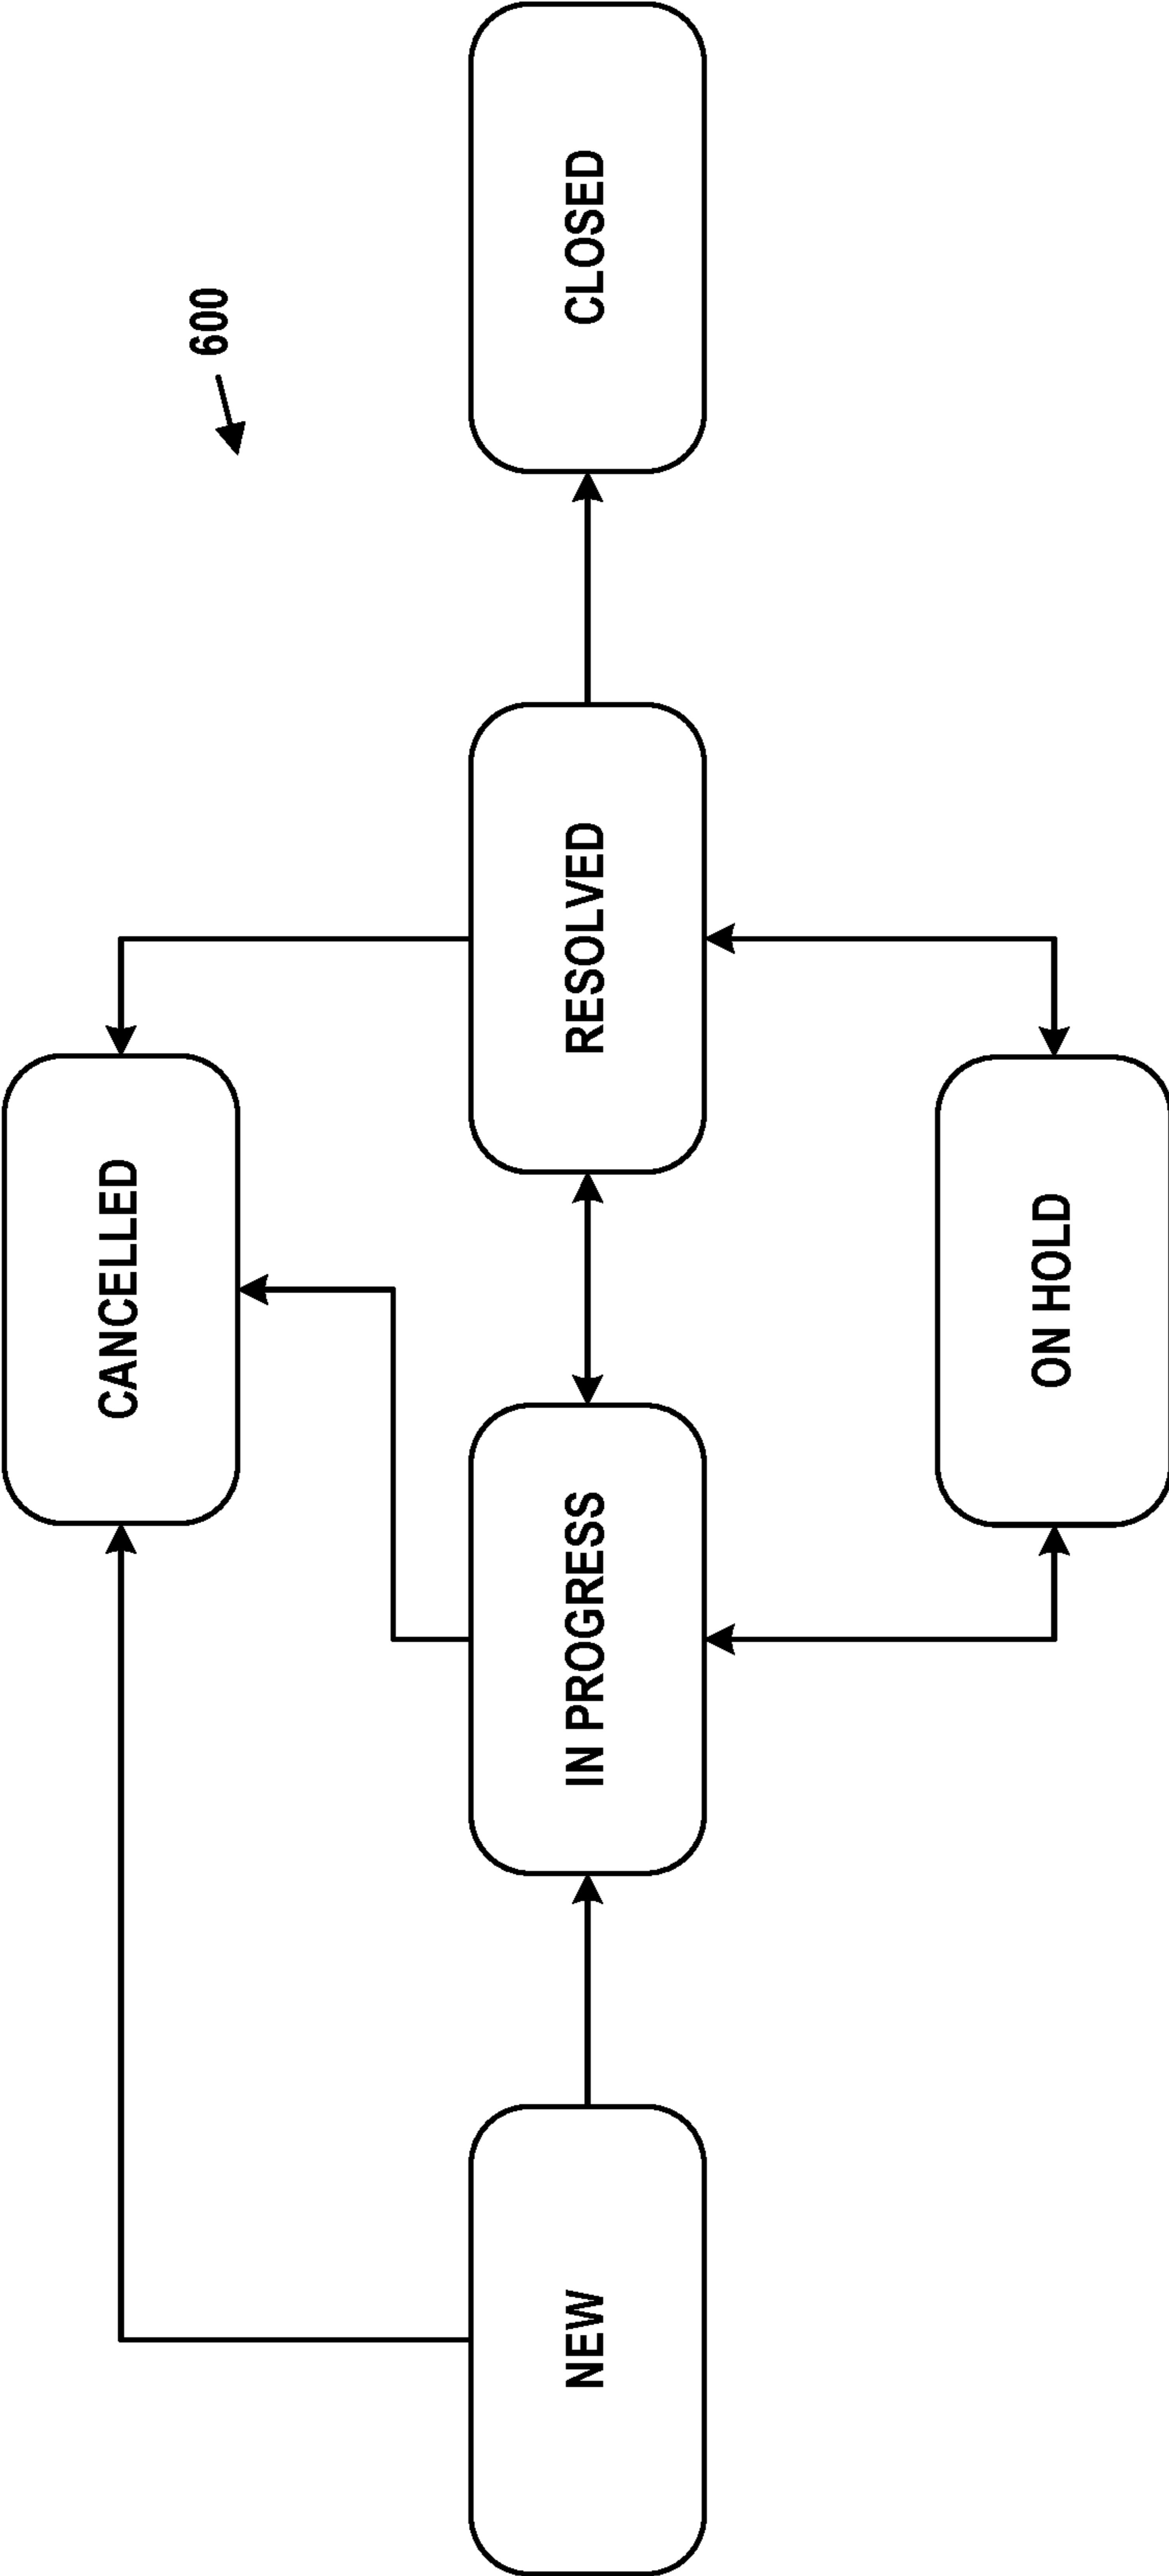 600
CANCELLED
NEW
IN PROGRESS
RESOLVED
CLOSED
ON HOLD